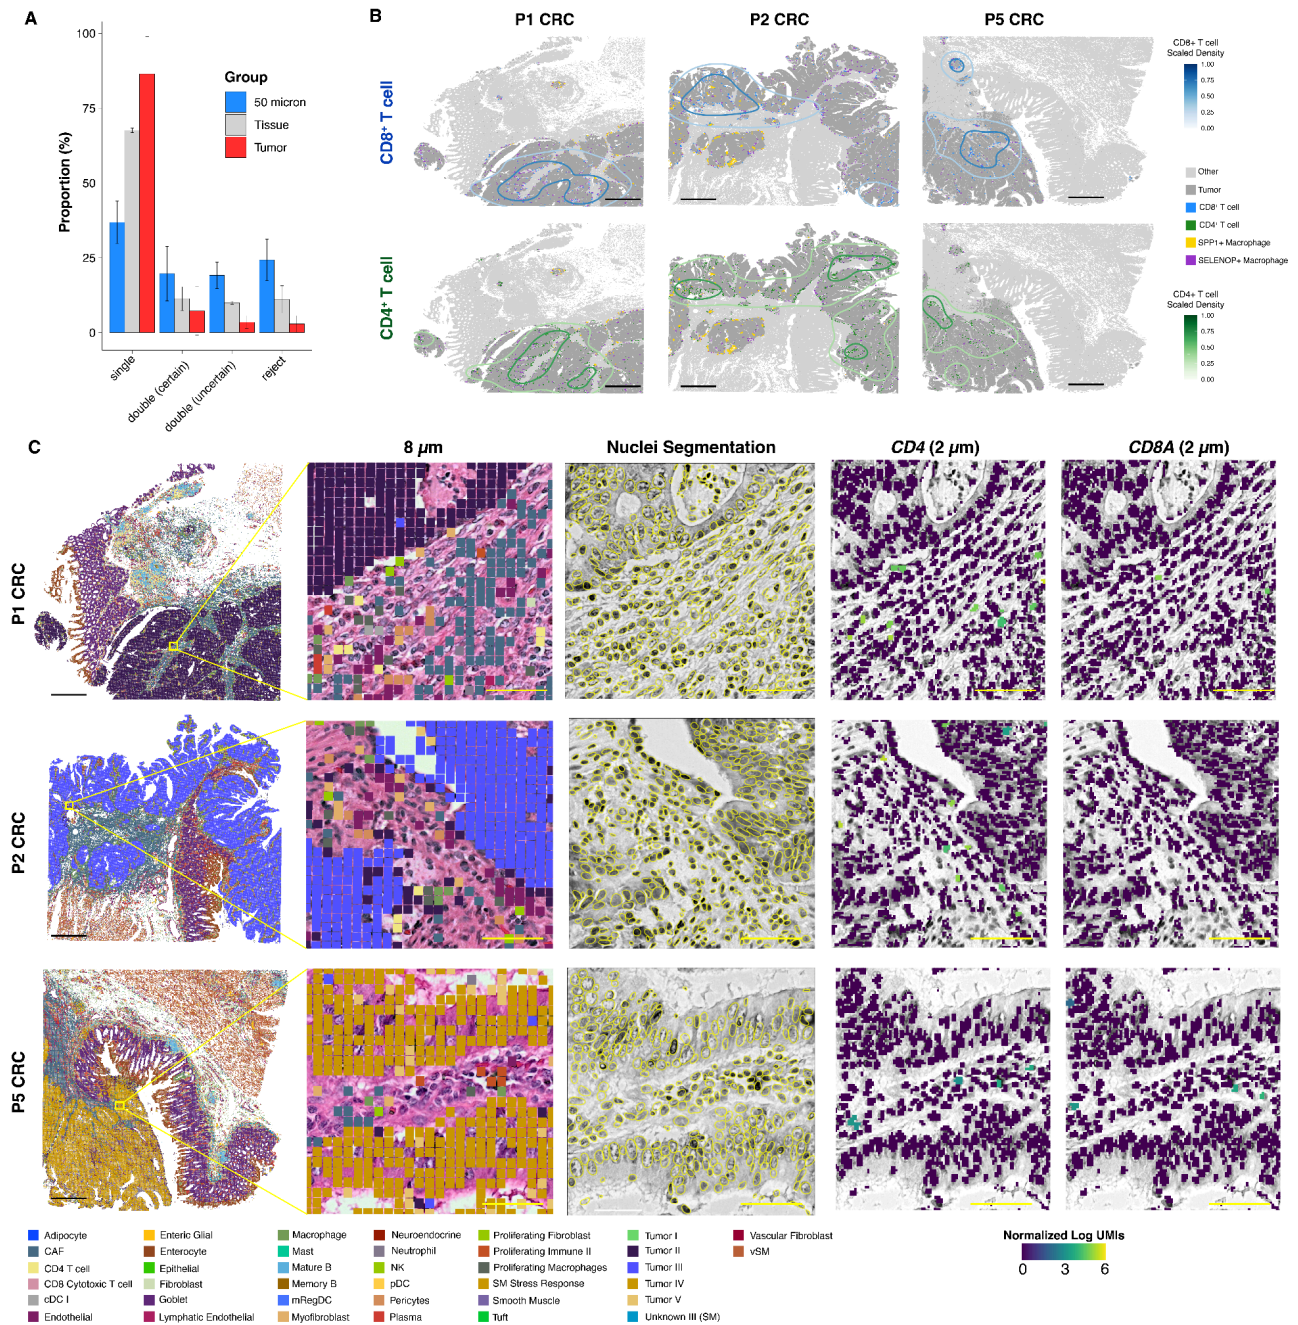 A
100
75
50
25
0
Proportion (%)
Group
50 micron
Tissue
Tumor
single
double (certain)
double (uncertain)
reject
B
P1 CRC
P2 CRC
P5 CRC
CD8⁺ T cell
CD4⁺ T cell
CD8+ T cell
Scaled Density
1.00
0.75
0.50
0.25
0.00
Other
Tumor
CD8⁺ T cell
CD4⁺ T cell
SPP1+ Macrophage
SELENOP+ Macrophage
CD4+ T cell
Scaled Density
1.00
0.75
0.50
0.25
0.00
C
8 µm
Nuclei Segmentation
CD4 (2 µm)
CD8A (2 µm)
P1 CRC
P2 CRC
P5 CRC
Adipocyte
CAF
CD4 T cell
CD8 Cytotoxic T cell
cDC I
Endothelial
Enteric Glial
Enterocyte
Epithelial
Fibroblast
Goblet
Lymphatic Endothelial
Macrophage
Mast
Mature B
Memory B
mRegDC
Myofibroblast
Neuroendocrine
Neutrophil
NK
pDC
Pericytes
Plasma
Proliferating Fibroblast
Proliferating Immune II
Proliferating Macrophages
SM Stress Response
Smooth Muscle
Tuft
Tumor I
Tumor II
Tumor III
Tumor IV
Tumor V
Unknown III (SM)
Vascular Fibroblast
vSM
Normalized Log UMIs
0 3 6